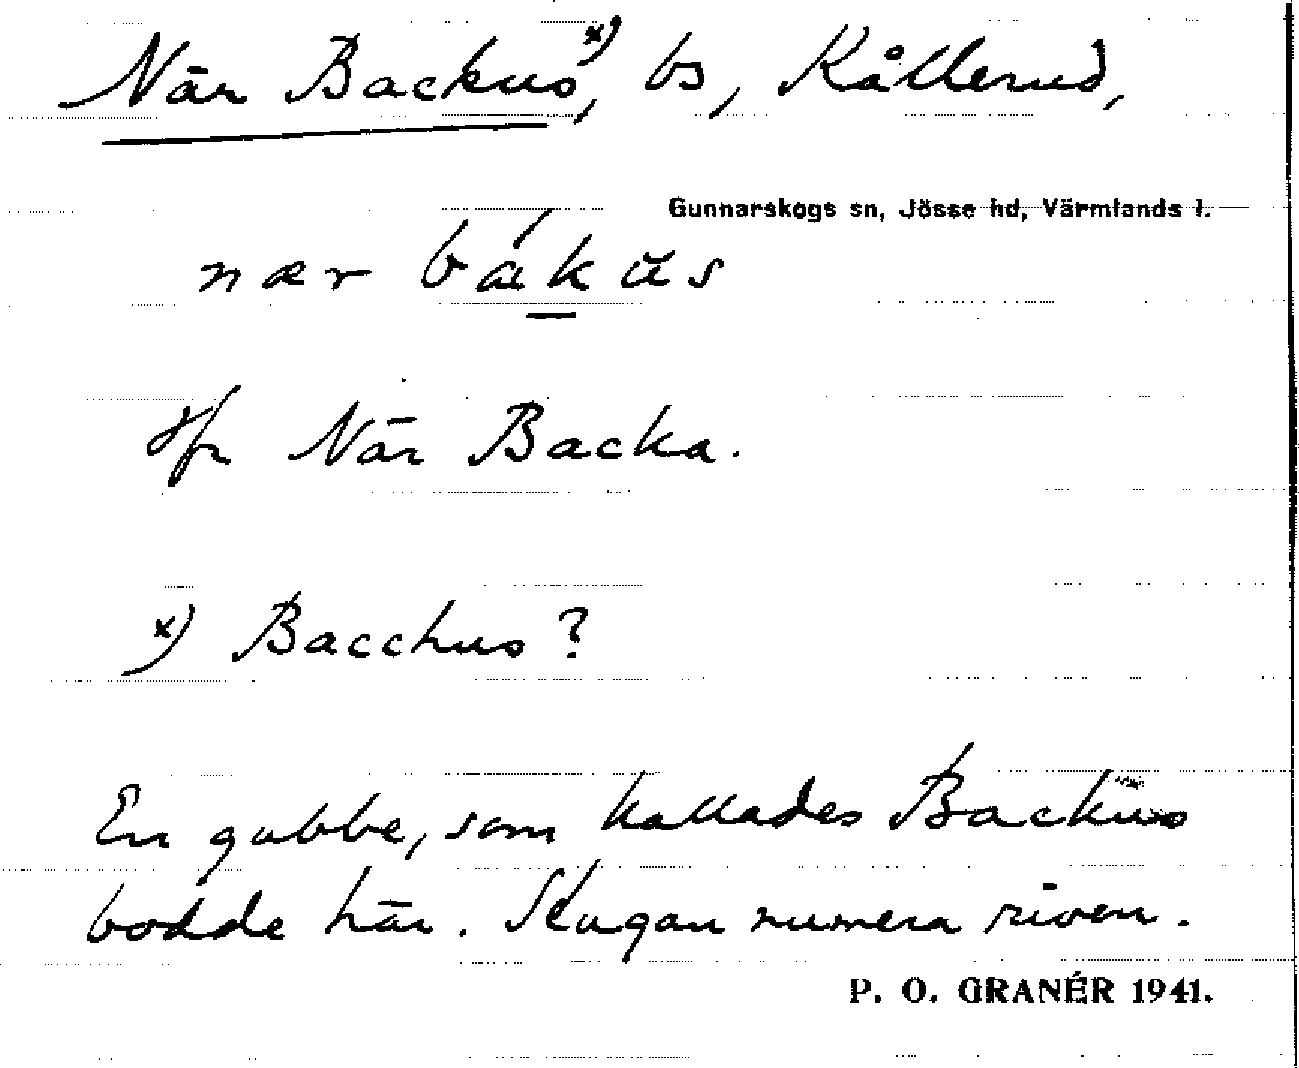 När Backus,x) bs, Kållerud,
Gunnarskogs sn, Jösse hd, Värmlands l.
nær bákus
Jfr När Backa.
x) Bacchus?
En gubbe, som kallades Backus
bodde här. Stugan numera riven.
P. O. GRANÉR 1941.